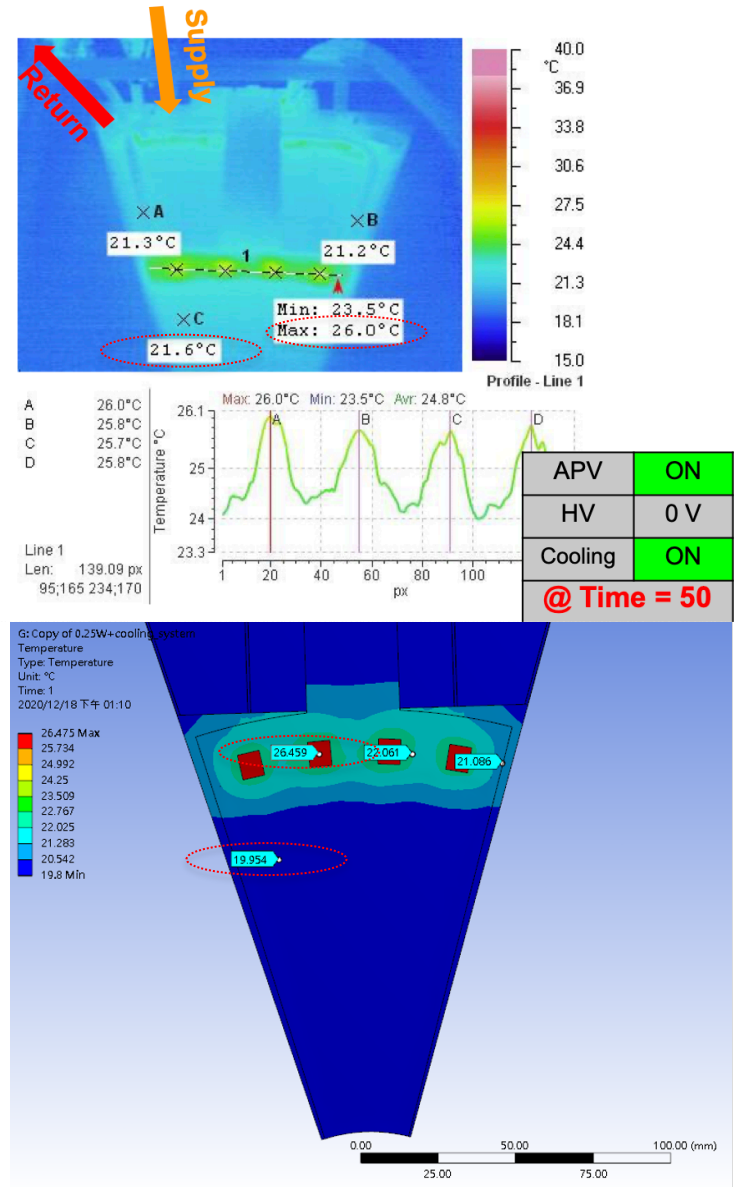 Supply
Return
A
21.3°C
B
21.2°C
1
C
21.6°C
Min: 23.5°C
Max: 26.0°C
40.0
°C
36.9
33.8
30.6
27.5
24.4
21.3
18.1
15.0
Profile - Line 1
A 26.0°C
B 25.8°C
C 25.7°C
D 25.8°C
Line 1
Len: 139.09 px
95;165 234;170
Max: 26.0°C Min: 23.5°C Avr: 24.8°C
Temperature °C
26.1
25
24
23.3
A
B
C
D
1 20 40 60 80 100
px
APV ON
HV 0 V
Cooling ON
@ Time = 50
G: Copy of 0.25W+cooling_system
Temperature
Type: Temperature
Unit: °C
Time: 1
2020/12/18 下午 01:10
26.475 Max
25.734
24.992
24.25
23.509
22.767
22.025
21.283
20.542
19.8 Min
26.459
22.061
21.086
19.954
0.00 50.00 100.00 (mm)
25.00 75.00